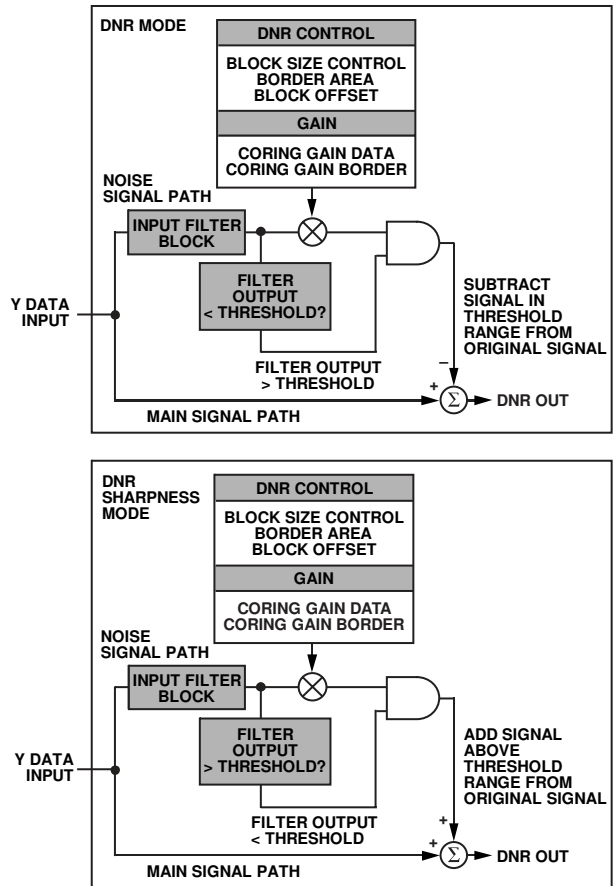 DNR MODE
DNR CONTROL
BLOCK SIZE CONTROL
BORDER AREA
BLOCK OFFSET
GAIN
CORING GAIN DATA
CORING GAIN BORDER
NOISE
SIGNAL PATH
INPUT FILTER
BLOCK
FILTER
OUTPUT
< THRESHOLD?
Y DATA
INPUT
SUBTRACT
SIGNAL IN
THRESHOLD
RANGE FROM
ORIGINAL SIGNAL
FILTER OUTPUT
> THRESHOLD
–
+
Σ
DNR OUT
MAIN SIGNAL PATH
DNR
SHARPNESS
MODE
DNR CONTROL
BLOCK SIZE CONTROL
BORDER AREA
BLOCK OFFSET
GAIN
CORING GAIN DATA
CORING GAIN BORDER
NOISE
SIGNAL PATH
INPUT FILTER
BLOCK
FILTER
OUTPUT
> THRESHOLD?
Y DATA
INPUT
ADD SIGNAL
ABOVE
THRESHOLD
RANGE FROM
ORIGINAL SIGNAL
FILTER OUTPUT
< THRESHOLD
+
+
Σ
DNR OUT
MAIN SIGNAL PATH